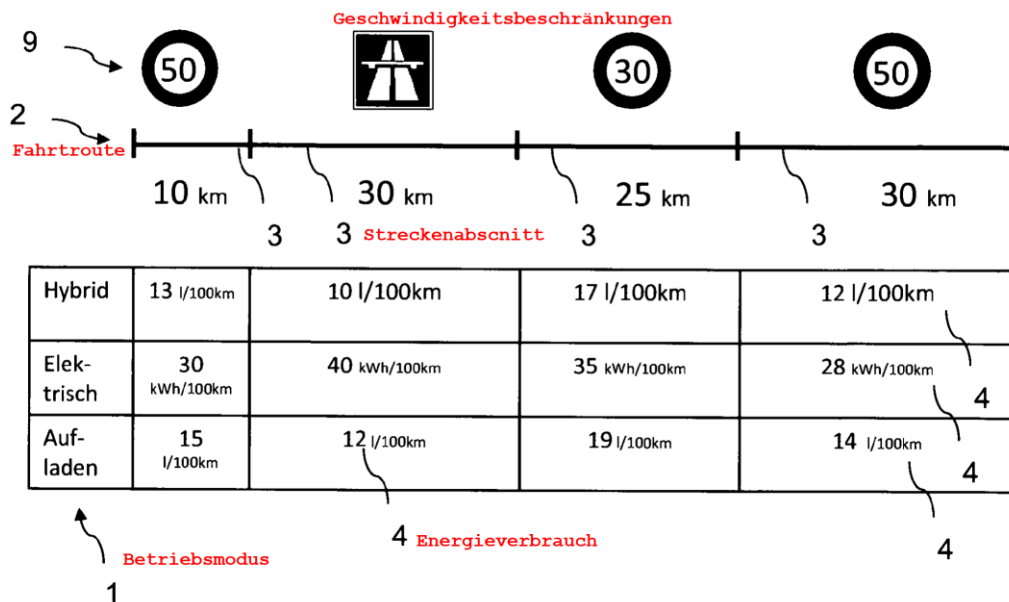 Geschwindigkeitsbeschränkungen
9
50
30
50
2
Fahrtroute
10 km
30 km
25 km
30 km
3
3
Streckenabscnitt
3
3
Hybrid
13 l/100km
10 l/100km
17 l/100km
12 l/100km
Elek-
trisch
30
kWh/100km
40 kWh/100km
35 kWh/100km
28 kWh/100km
4
Auf-
laden
15
l/100km
12 l/100km
19 l/100km
14 l/100km
4
4
Energieverbrauch
4
Betriebsmodus
1